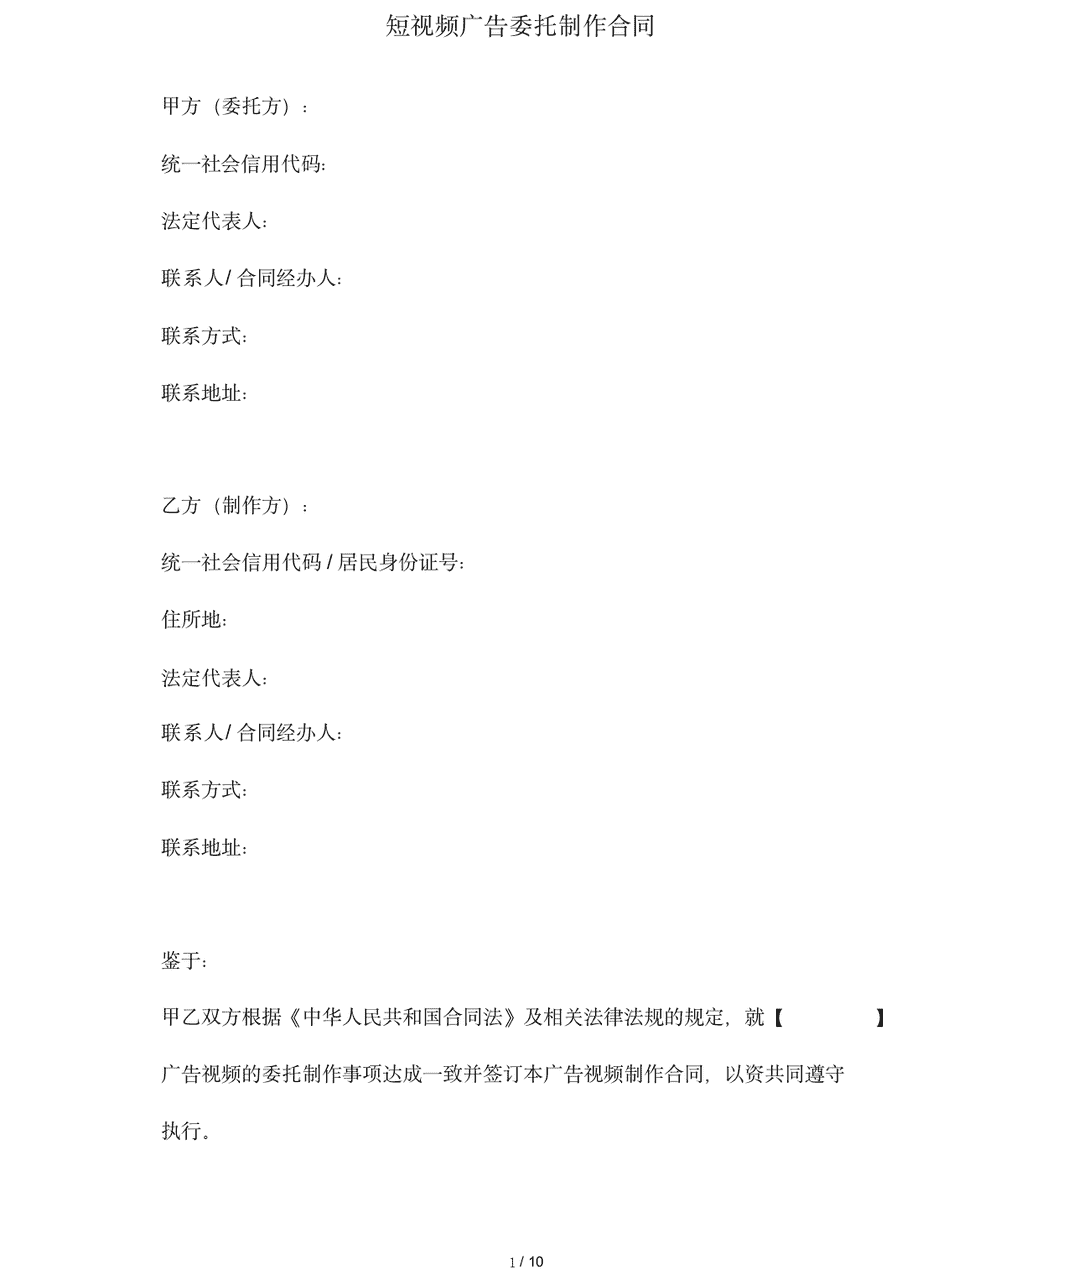 短视频广告委托制作合同
甲方（委托方）：
统一社会信用代码:
法定代表人:
联系人/ 合同经办人:
联系方式:
联系地址:
乙方（制作方）：
统一社会信用代码 / 居民身份证号:
住所地:
法定代表人:
联系人/ 合同经办人:
联系方式:
联系地址:
鉴于:
甲乙双方根据《中华人民共和国合同法》及相关法律法规的规定，就【 】
广告视频的委托制作事项达成一致并签订本广告视频制作合同，以资共同遵守
执行。
1 / 10